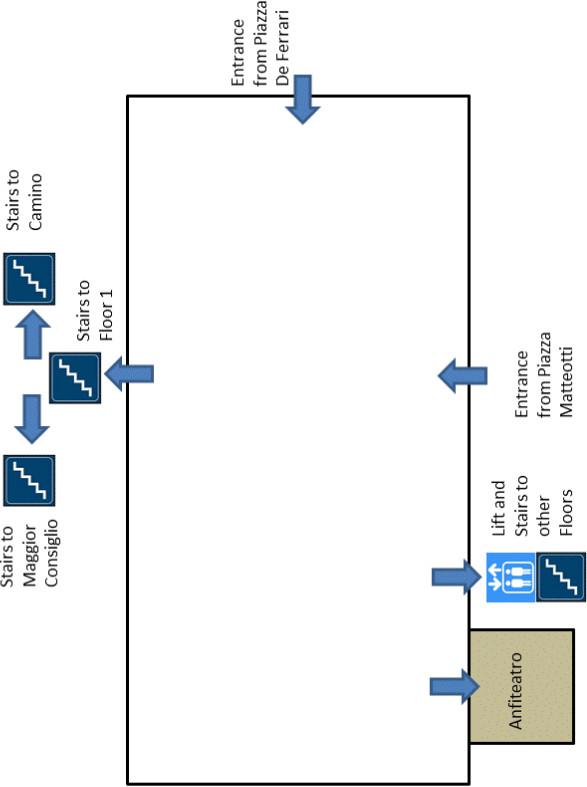 Entrance
from Piazza
De Ferrari
Stairs to
Camino
Stairs to
Floor 1
Stairs to
Maggior
Consiglio
Entrance
from Piazza
Matteotti
Lift and
Stairs to
other
Floors
Anfiteatro